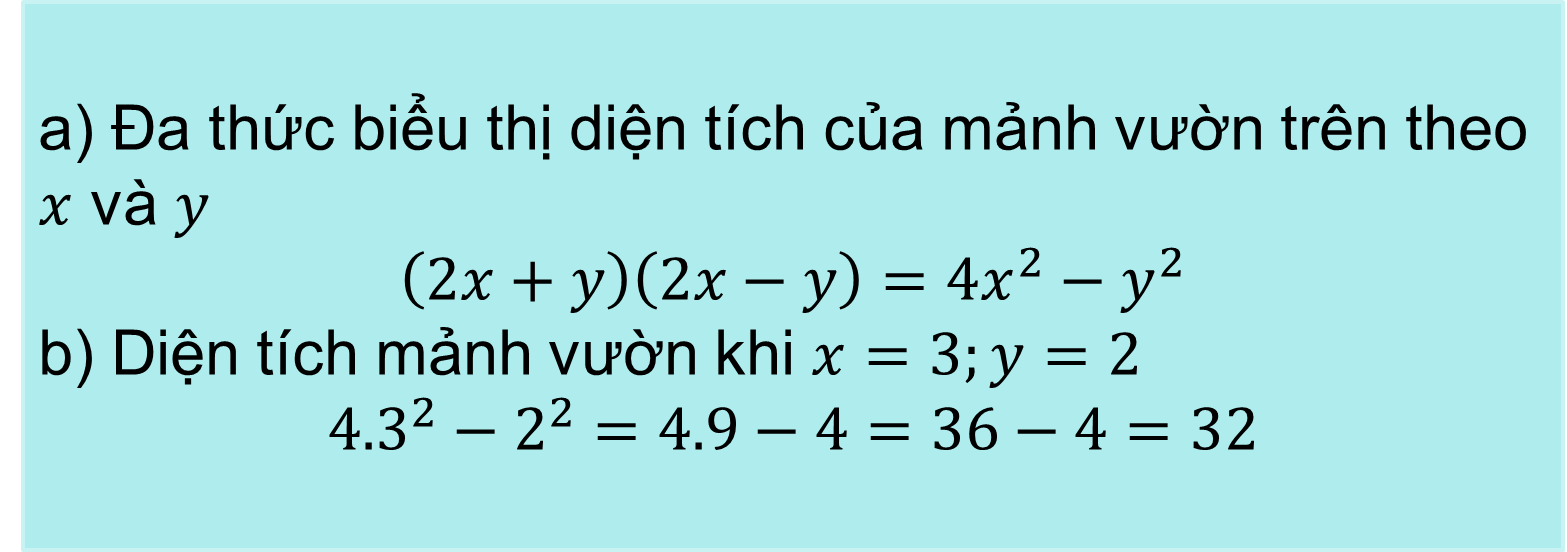 a) Đa thức biểu thị diện tích của mảnh vườn trên theo
x và y
(2x + y)(2x − y) = 4x² − y²
b) Diện tích mảnh vườn khi x = 3; y = 2
4.3² − 2² = 4.9 − 4 = 36 − 4 = 32